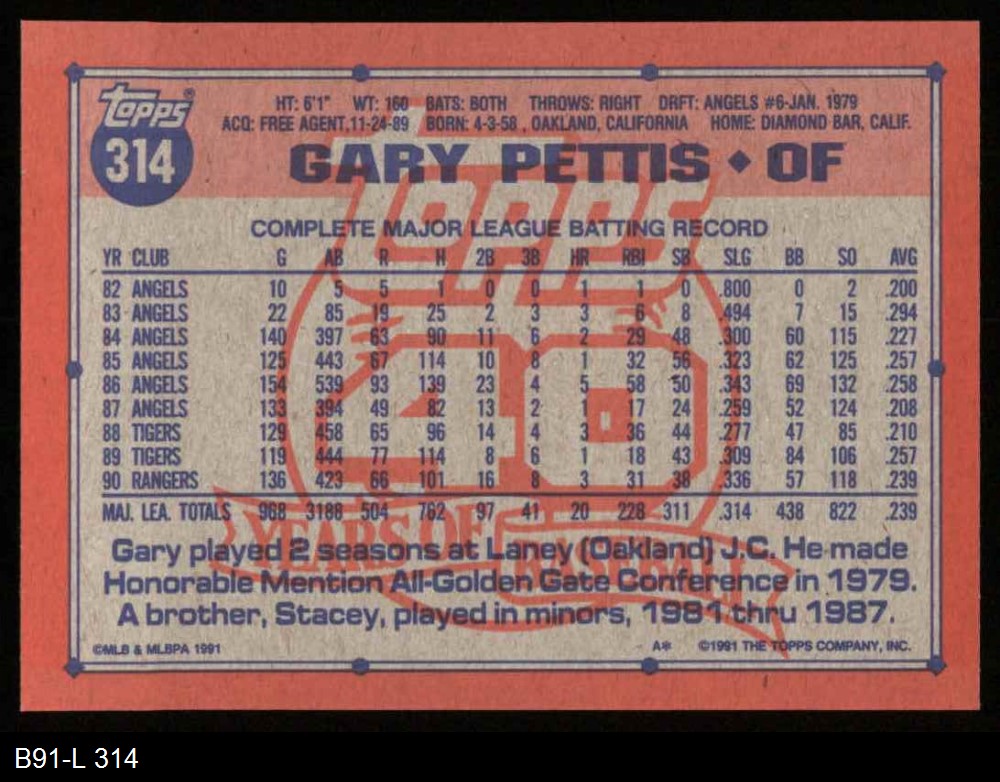 Topps®
314
HT: 6'1" WT: 160 BATS: BOTH THROWS: RIGHT DRFT: ANGELS #6-JAN. 1979
ACQ: FREE AGENT,11-24-89 BORN: 4-3-58 , OAKLAND, CALIFORNIA HOME: DIAMOND BAR, CALIF.
GARY PETTIS ◆ OF
TOPPS
COMPLETE MAJOR LEAGUE BATTING RECORD
YR CLUB G AB R H 2B 3B HR RBI SB SLG BB SO AVG
82 ANGELS 10 5 5 1 0 0 1 1 0 .800 0 2 .200
83 ANGELS 22 85 19 25 2 3 3 6 8 .494 7 15 .294
84 ANGELS 140 397 63 90 11 6 2 29 48 .300 60 115 .227
85 ANGELS 125 443 67 114 10 8 1 32 56 .323 62 125 .257
86 ANGELS 154 539 93 139 23 4 5 58 50 .343 69 132 .258
87 ANGELS 133 394 49 82 13 2 1 17 24 .259 52 124 .208
88 TIGERS 129 458 65 96 14 4 3 36 44 .277 47 85 .210
89 TIGERS 119 444 77 114 8 6 1 18 43 .309 84 106 .257
90 RANGERS 136 423 66 101 16 8 3 31 38 .336 57 118 .239
MAJ. LEA. TOTALS 968 3188 504 762 97 41 20 228 311 .314 438 822 .239
40
YEARS OF BASEBALL
Gary played 2 seasons at Laney (Oakland) J.C. He made
Honorable Mention All-Golden Gate Conference in 1979.
A brother, Stacey, played in minors, 1981 thru 1987.
©MLB & MLBPA 1991 A* ©1991 THE TOPPS COMPANY, INC.
B91-L 314